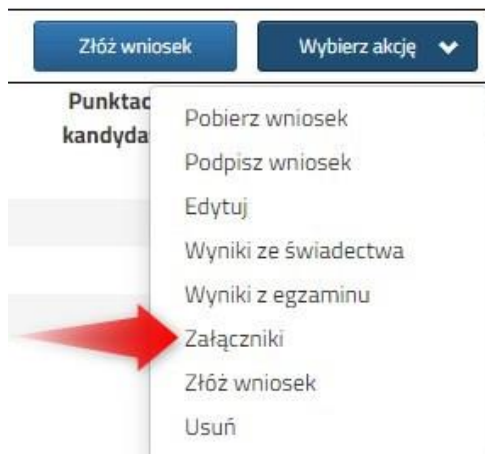 Złóż wniosek
Wybierz akcję
Punktac
kandyda
Pobierz wniosek
Podpisz wniosek
Edytuj
Wyniki ze świadectwa
Wyniki z egzaminu
Załączniki
Złóż wniosek
Usuń